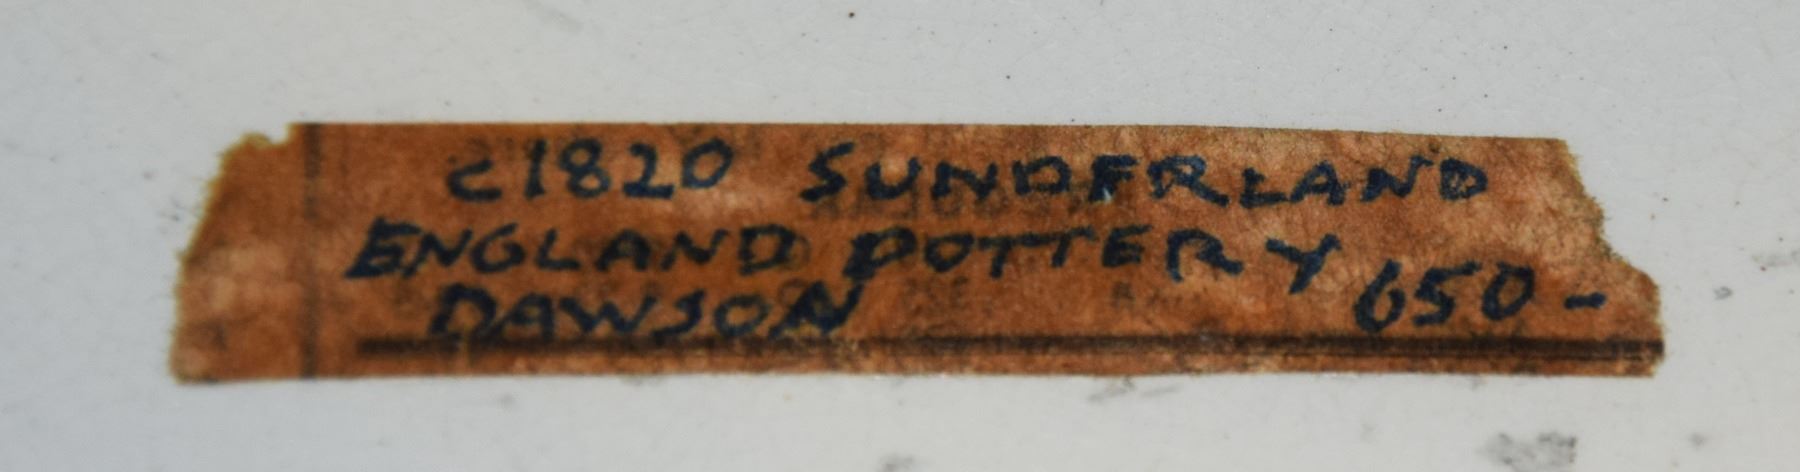 c1820 SUNDERLAND
ENGLAND POTTERY
DAWSON 650-